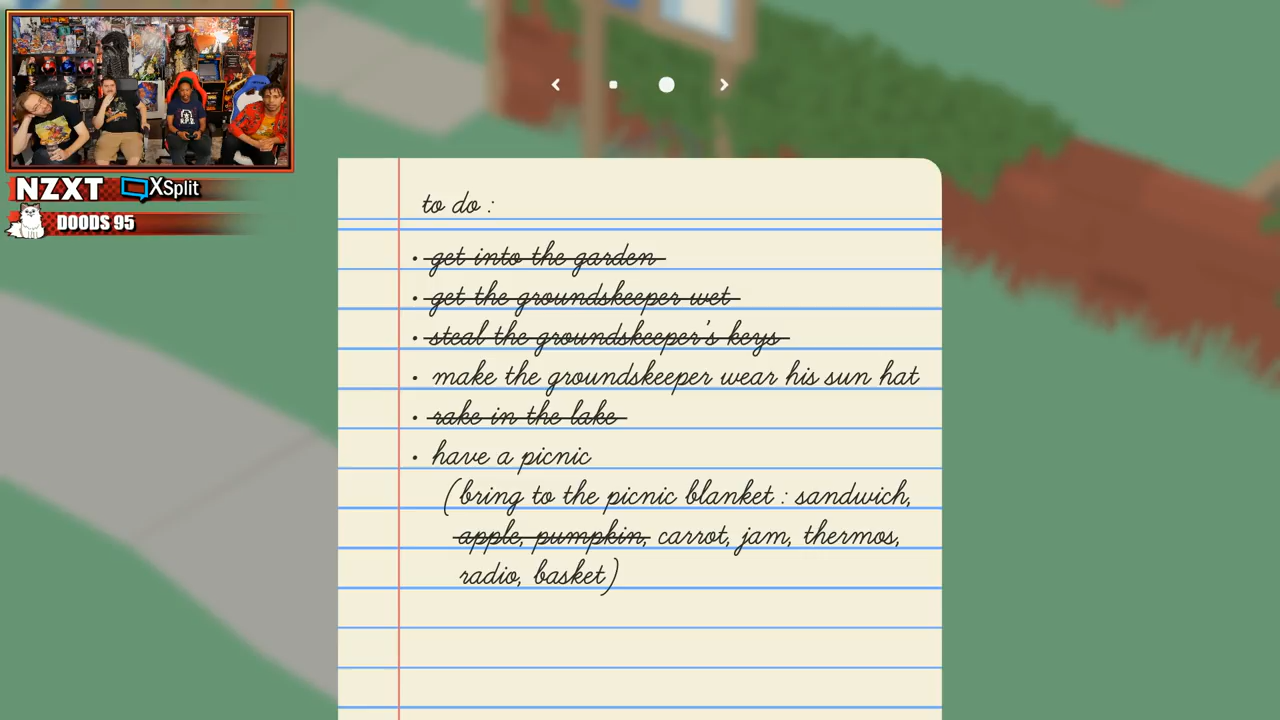 NZXT XSplit
DOODS 95
to do :
• get into the garden
• get the groundskeeper wet
• steal the groundskeeper's keys
• make the groundskeeper wear his sun hat
• rake in the lake
• have a picnic
(bring to the picnic blanket : sandwich,
apple, pumpkin, carrot, jam, thermos,
radio, basket)